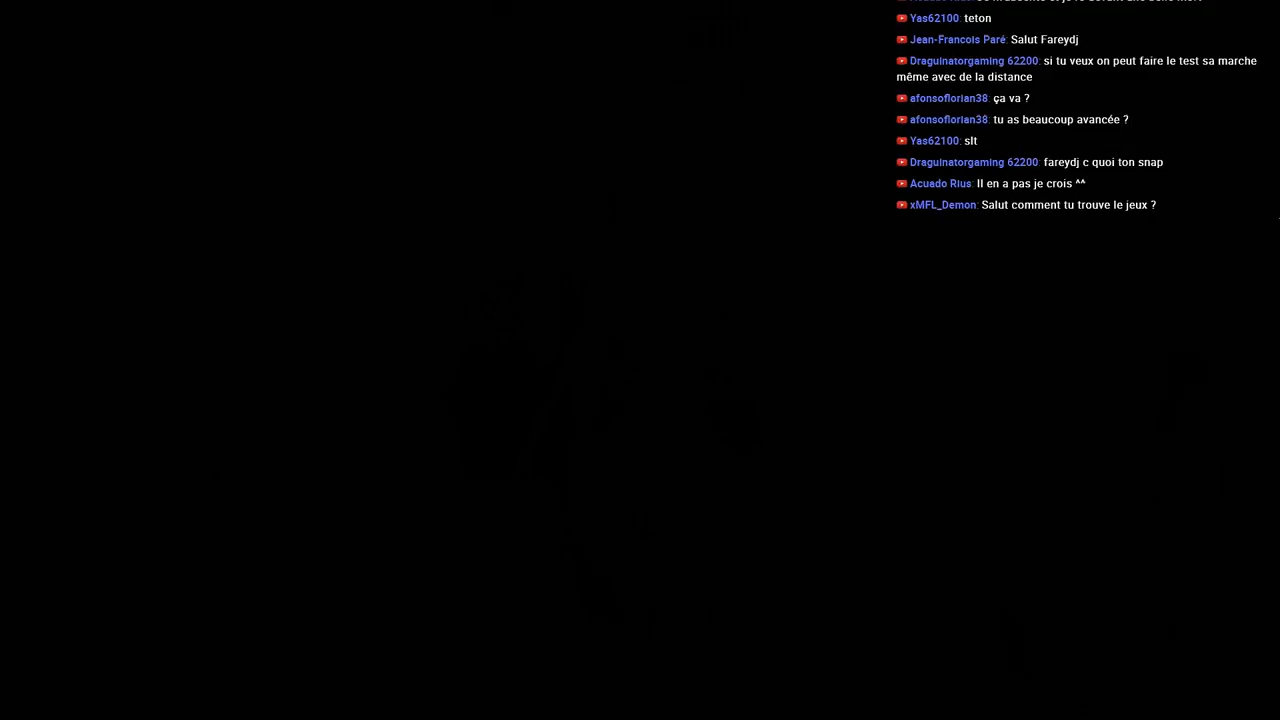 Yas62100: teton
Jean-Francois Paré: Salut Fareydj
Draguinatorgaming 62200: si tu veux on peut faire le test sa marche
même avec de la distance
afonsoflorian38: ça va ?
afonsoflorian38: tu as beaucoup avancée ?
Yas62100: slt
Draguinatorgaming 62200: fareydj c quoi ton snap
Acuado Rius: Il en a pas je crois ^^
xMFL_Demon: Salut comment tu trouve le jeux ?